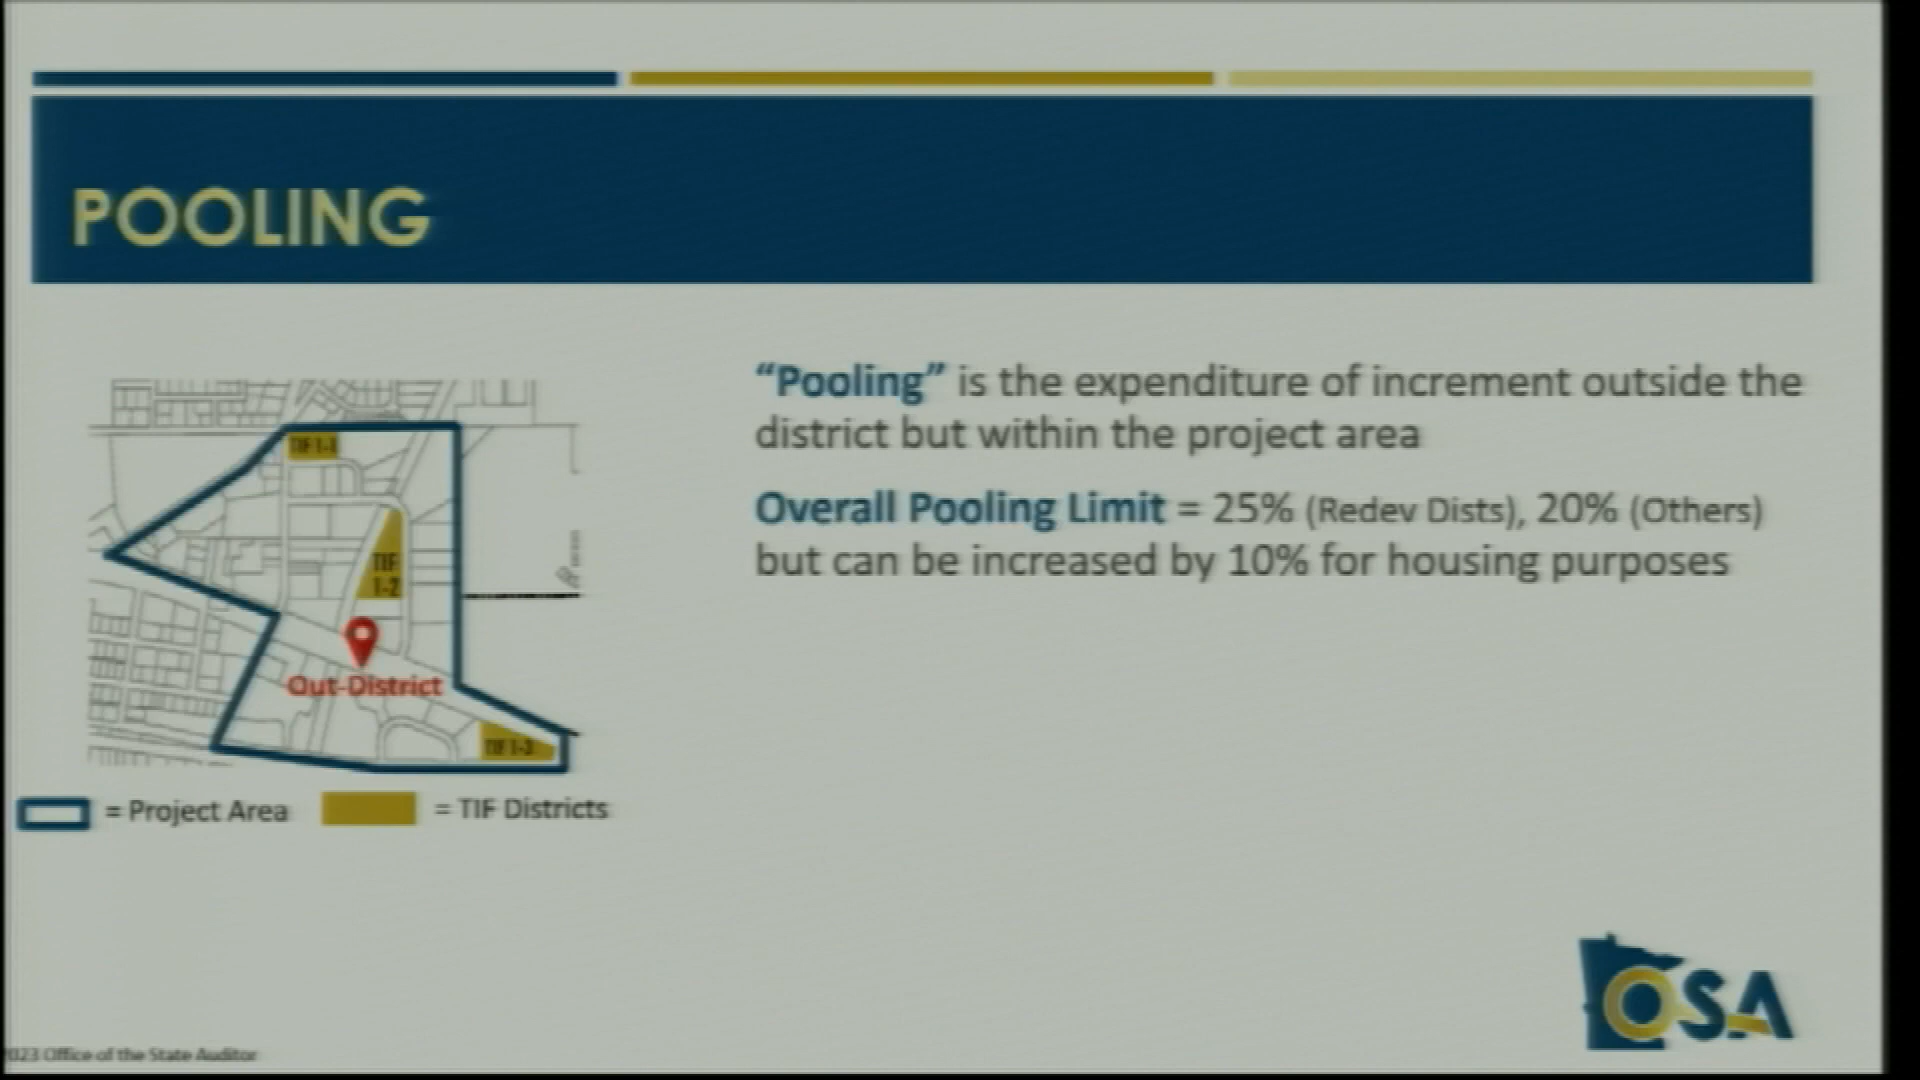 POOLING
“Pooling” is the expenditure of increment outside the
district but within the project area
Overall Pooling Limit = 25% (Redev Dists), 20% (Others)
but can be increased by 10% for housing purposes
TIF 1-1
TIF
1-2
Out-District
TIF 1-3
= Project Area = TIF Districts
OSA
2023 Office of the State Auditor